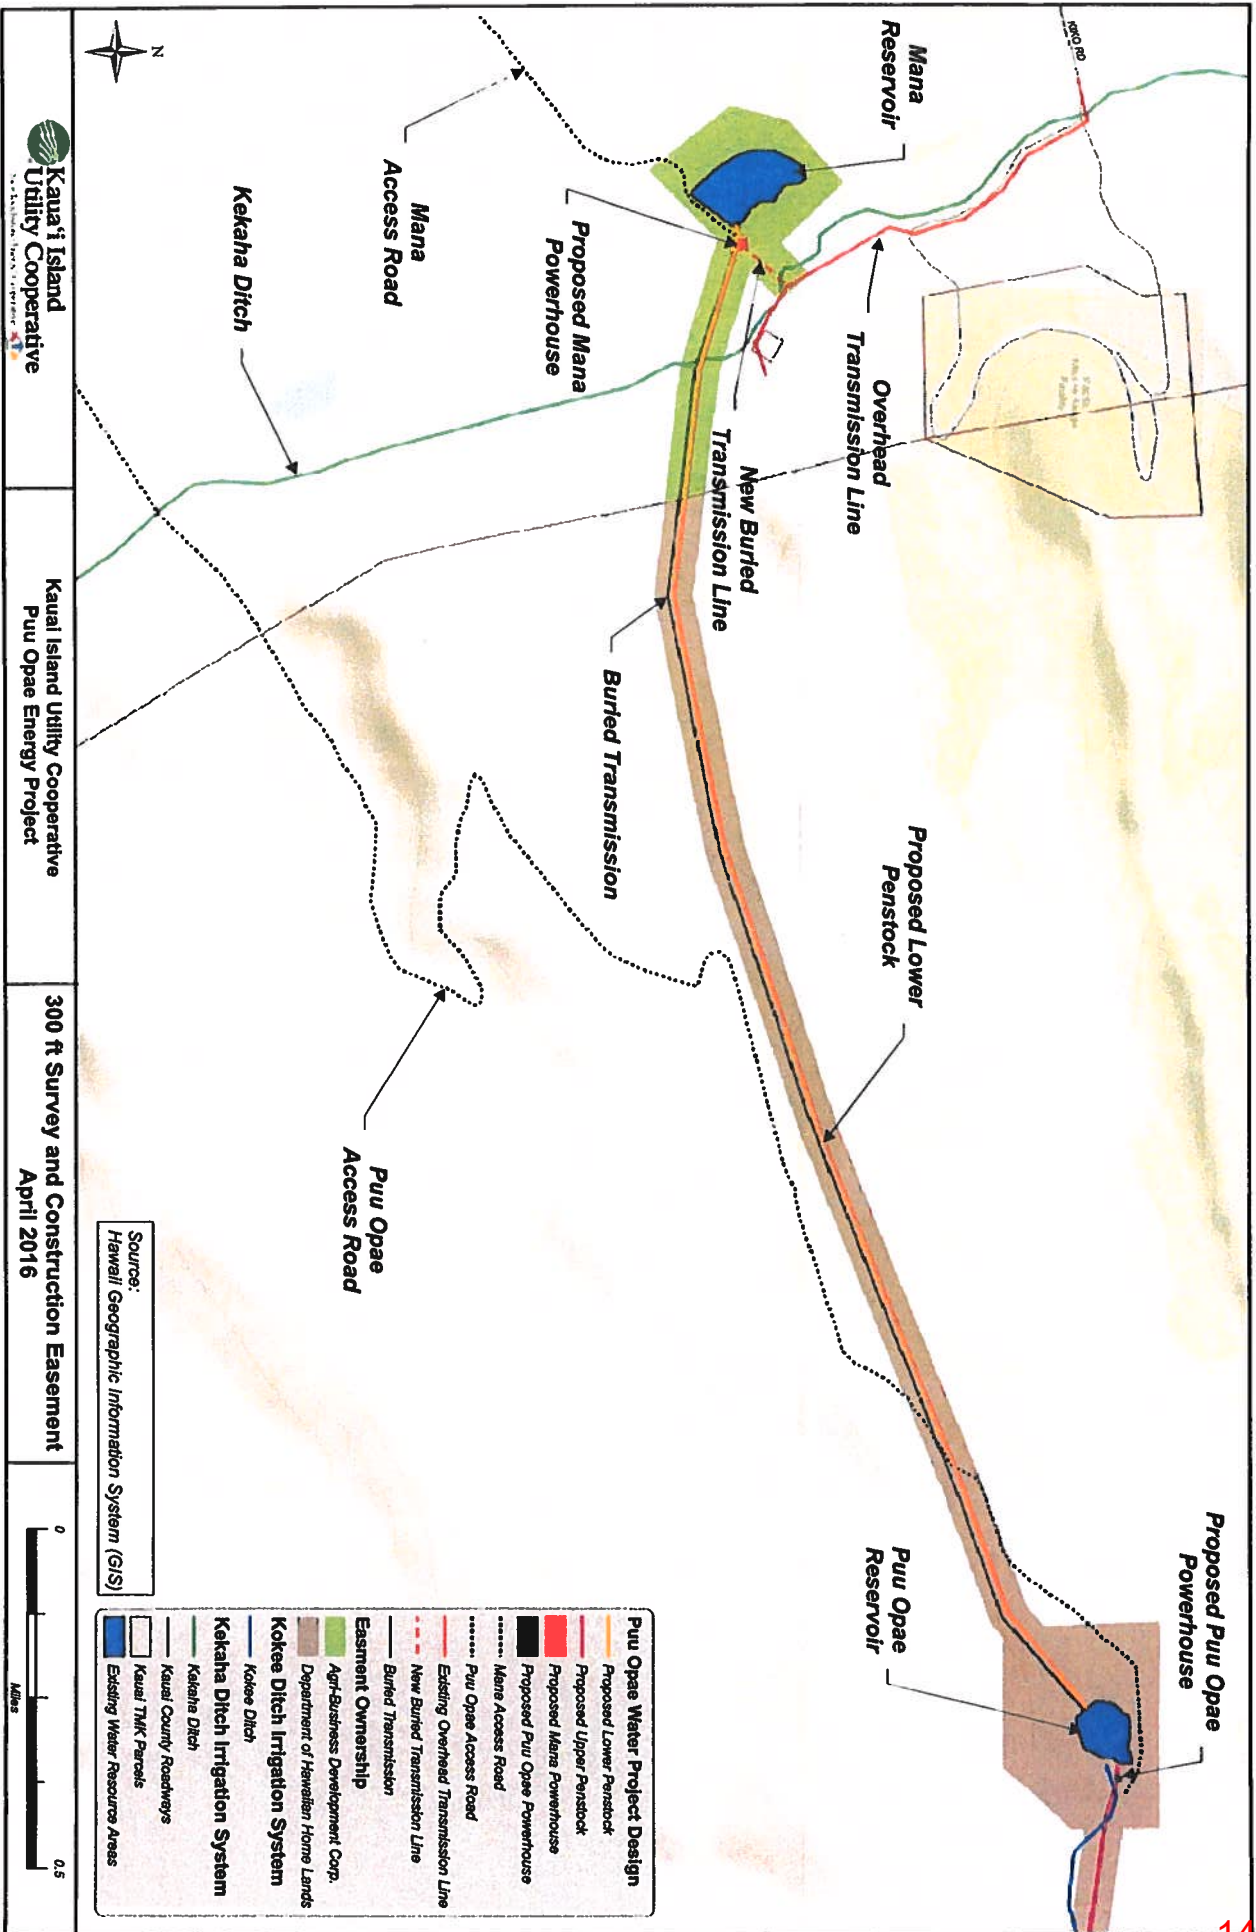 KIKO RD
Mana
Reservoir
Overhead
Transmission Line
New Buried
Transmission Line
Proposed Mana
Powerhouse
Mana
Access Road
Kekaha Ditch
Buried Transmission
Proposed Lower
Penstock
Puu Opae
Access Road
Proposed Puu Opae
Powerhouse
Puu Opae
Reservoir
N
Source:
Hawaii Geographic Information System (GIS)
Puu Opae Water Project Design
Proposed Lower Penstock
Proposed Upper Penstock
Proposed Mana Powerhouse
Proposed Puu Opae Powerhouse
Mana Access Road
Puu Opae Access Road
Existing Overhead Transmission Line
New Buried Transmission Line
Buried Transmission
Easment Ownership
Agri-Business Development Corp.
Department of Hawaiian Home Lands
Kokee Ditch Irrigation System
Kokee Ditch
Kekaha Ditch Irrigation System
Kekaha Ditch
Kauai County Roadways
Kauai TMK Parcels
Existing Water Resource Areas
Kaua'i Island
Utility Cooperative
Kauai Island Utility Cooperative
Puu Opae Energy Project
300 ft Survey and Construction Easement
April 2016
0
0.5
Miles
14